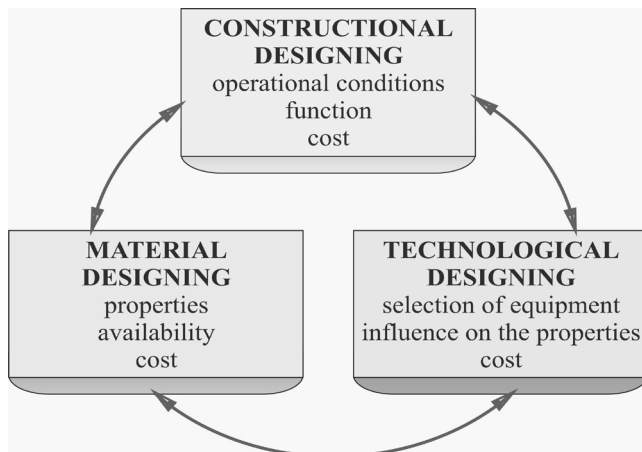 CONSTRUCTIONAL
DESIGNING
operational conditions
function
cost
MATERIAL
DESIGNING
properties
availability
cost
TECHNOLOGICAL
DESIGNING
selection of equipment
influence on the properties
cost